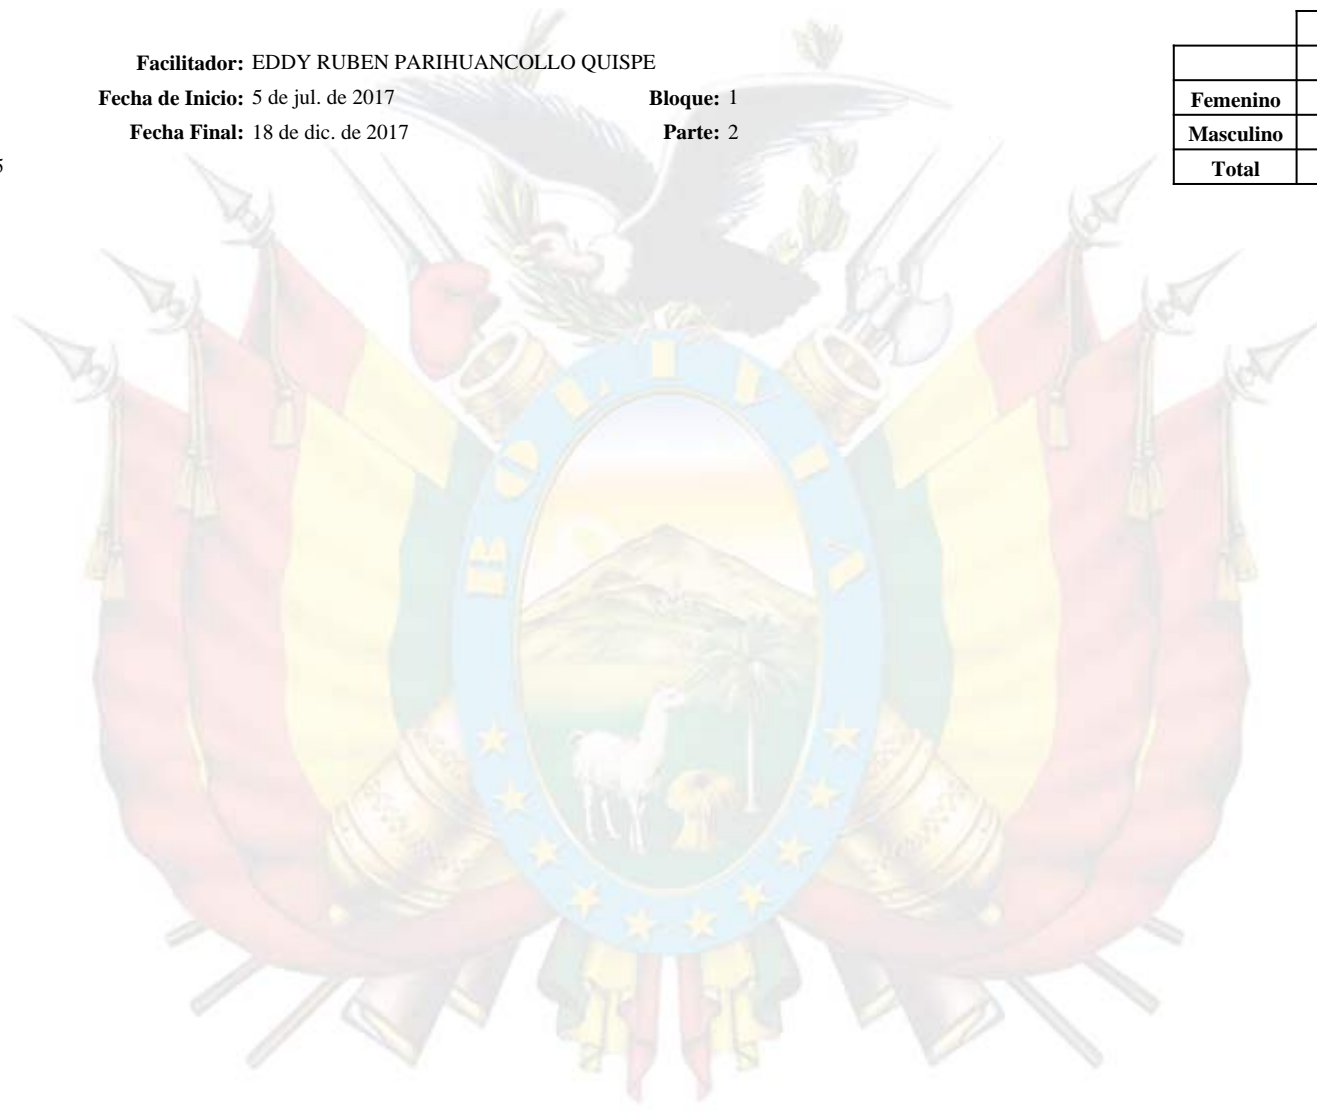 Facilitador: EDDY RUBEN PARIHUANCOLLO QUISPE
Fecha de Inicio: 5 de jul. de 2017 Bloque: 1
Fecha Final: 18 de dic. de 2017 Parte: 2
Femenino
Masculino
Total
BOLIVIA